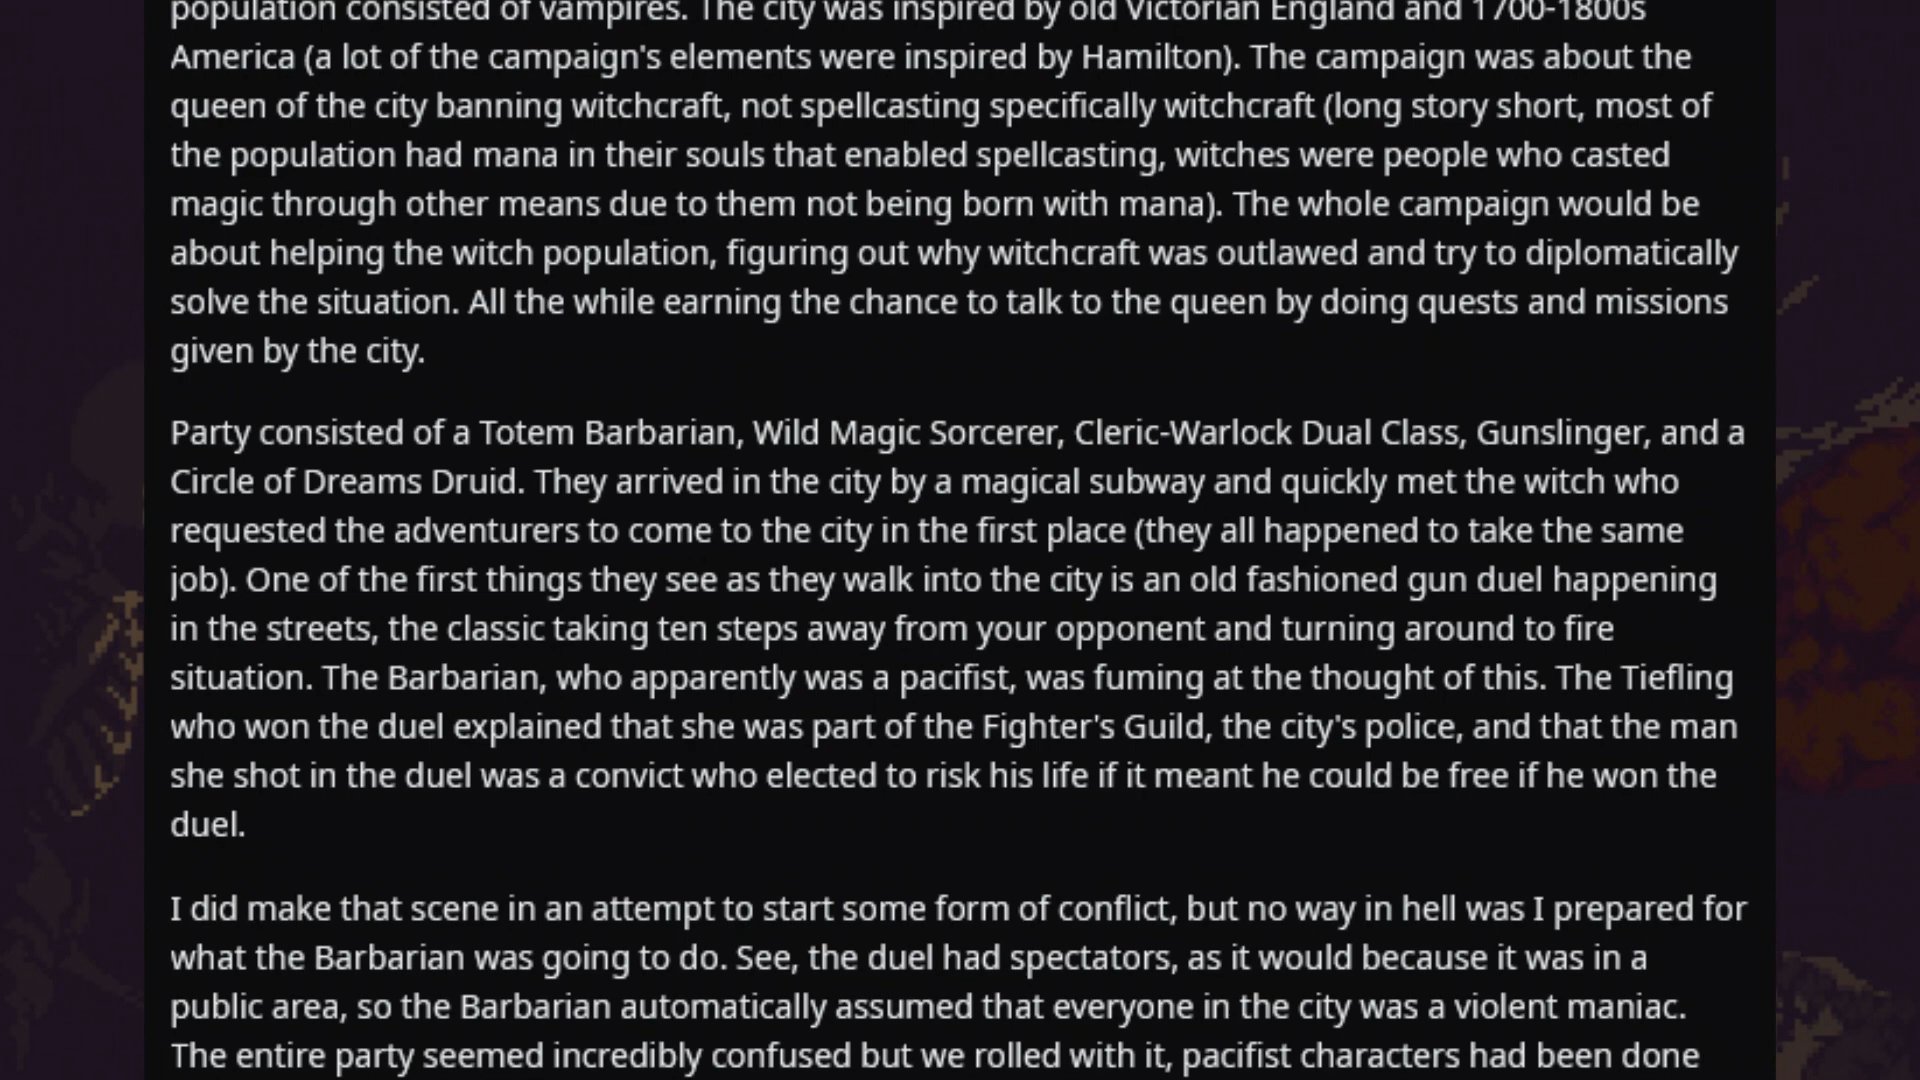 population consisted of vampires. The city was inspired by old Victorian England and 1700-1800s
America (a lot of the campaign's elements were inspired by Hamilton). The campaign was about the
queen of the city banning witchcraft, not spellcasting specifically witchcraft (long story short, most of
the population had mana in their souls that enabled spellcasting, witches were people who casted
magic through other means due to them not being born with mana). The whole campaign would be
about helping the witch population, figuring out why witchcraft was outlawed and try to diplomatically
solve the situation. All the while earning the chance to talk to the queen by doing quests and missions
given by the city.
Party consisted of a Totem Barbarian, Wild Magic Sorcerer, Cleric-Warlock Dual Class, Gunslinger, and a
Circle of Dreams Druid. They arrived in the city by a magical subway and quickly met the witch who
requested the adventurers to come to the city in the first place (they all happened to take the same
job). One of the first things they see as they walk into the city is an old fashioned gun duel happening
in the streets, the classic taking ten steps away from your opponent and turning around to fire
situation. The Barbarian, who apparently was a pacifist, was fuming at the thought of this. The Tiefling
who won the duel explained that she was part of the Fighter's Guild, the city's police, and that the man
she shot in the duel was a convict who elected to risk his life if it meant he could be free if he won the
duel.
I did make that scene in an attempt to start some form of conflict, but no way in hell was I prepared for
what the Barbarian was going to do. See, the duel had spectators, as it would because it was in a
public area, so the Barbarian automatically assumed that everyone in the city was a violent maniac.
The entire party seemed incredibly confused but we rolled with it, pacifist characters had been done